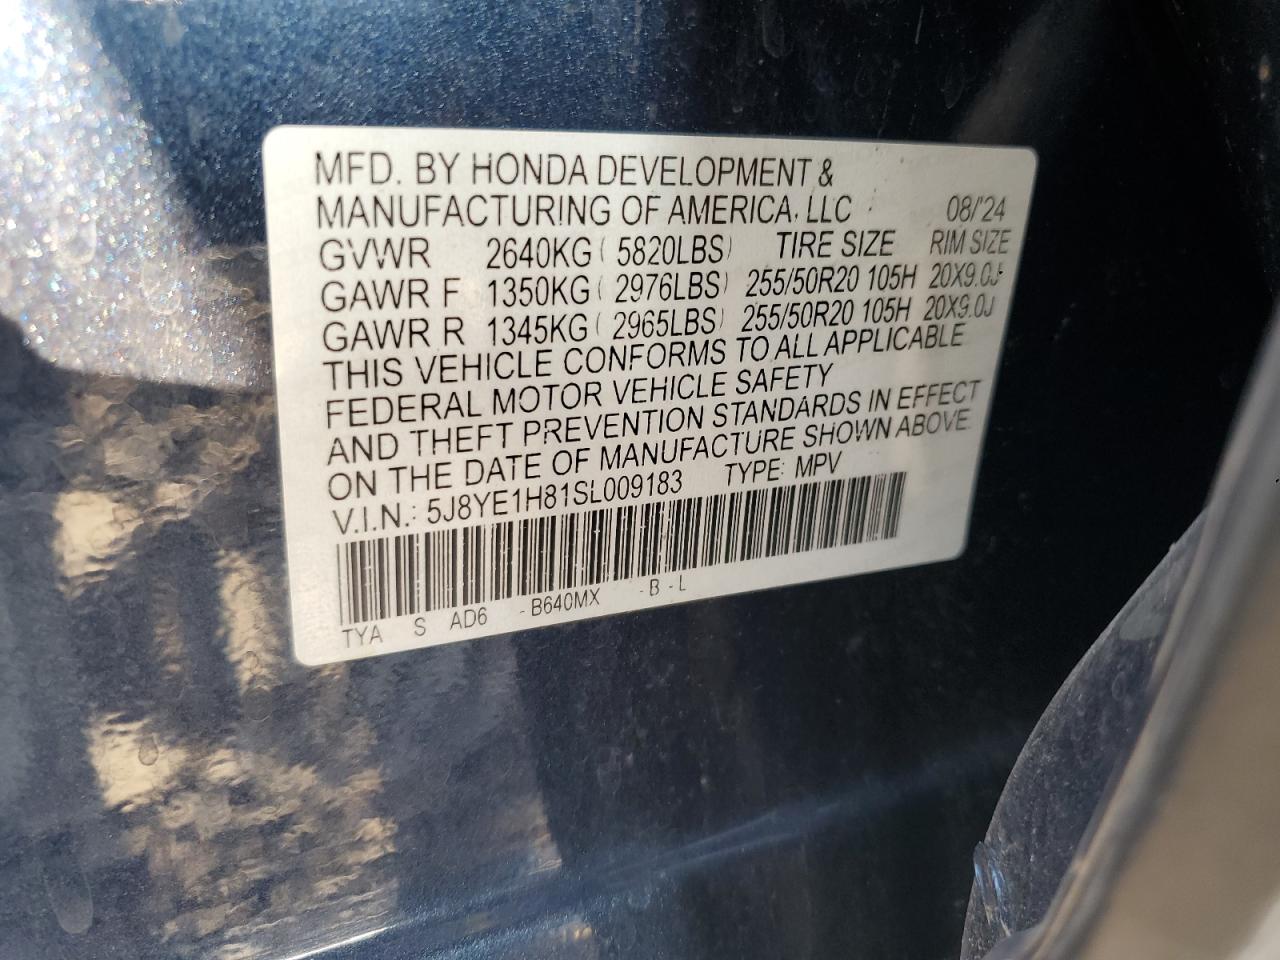 MFD. BY HONDA DEVELOPMENT &
MANUFACTURING OF AMERICA, LLC 08/'24
GVWR 2640KG ( 5820LBS) TIRE SIZE RIM SIZE
GAWR F 1350KG ( 2976LBS) 255/50R20 105H 20X9.0J
GAWR R 1345KG ( 2965LBS) 255/50R20 105H 20X9.0J
THIS VEHICLE CONFORMS TO ALL APPLICABLE
FEDERAL MOTOR VEHICLE SAFETY
AND THEFT PREVENTION STANDARDS IN EFFECT
ON THE DATE OF MANUFACTURE SHOWN ABOVE.
V.I.N.: 5J8YE1H81SL009183 TYPE: MPV
TYA S AD6 -B640MX -B-L